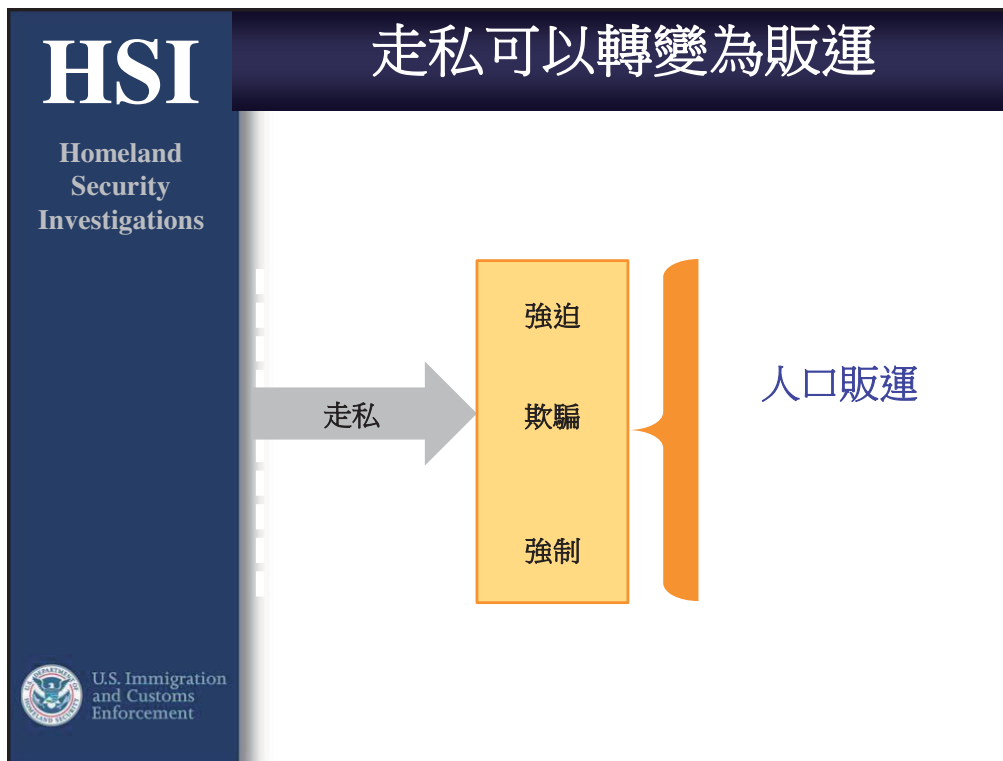 HSI
Homeland
Security
Investigations
走私可以轉變為販運
走私
強迫
欺騙
強制
人口販運
U.S. Immigration
and Customs
Enforcement